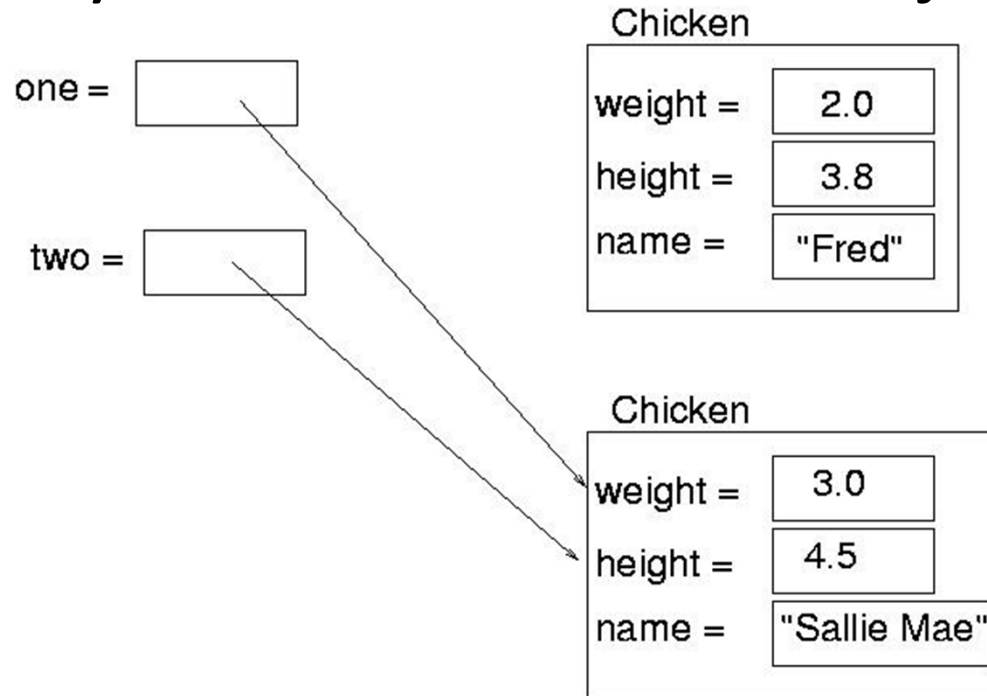 Chicken
one =
weight = 2.0
height = 3.8
name = "Fred"
two =
Chicken
weight = 3.0
height = 4.5
name = "Sallie Mae"